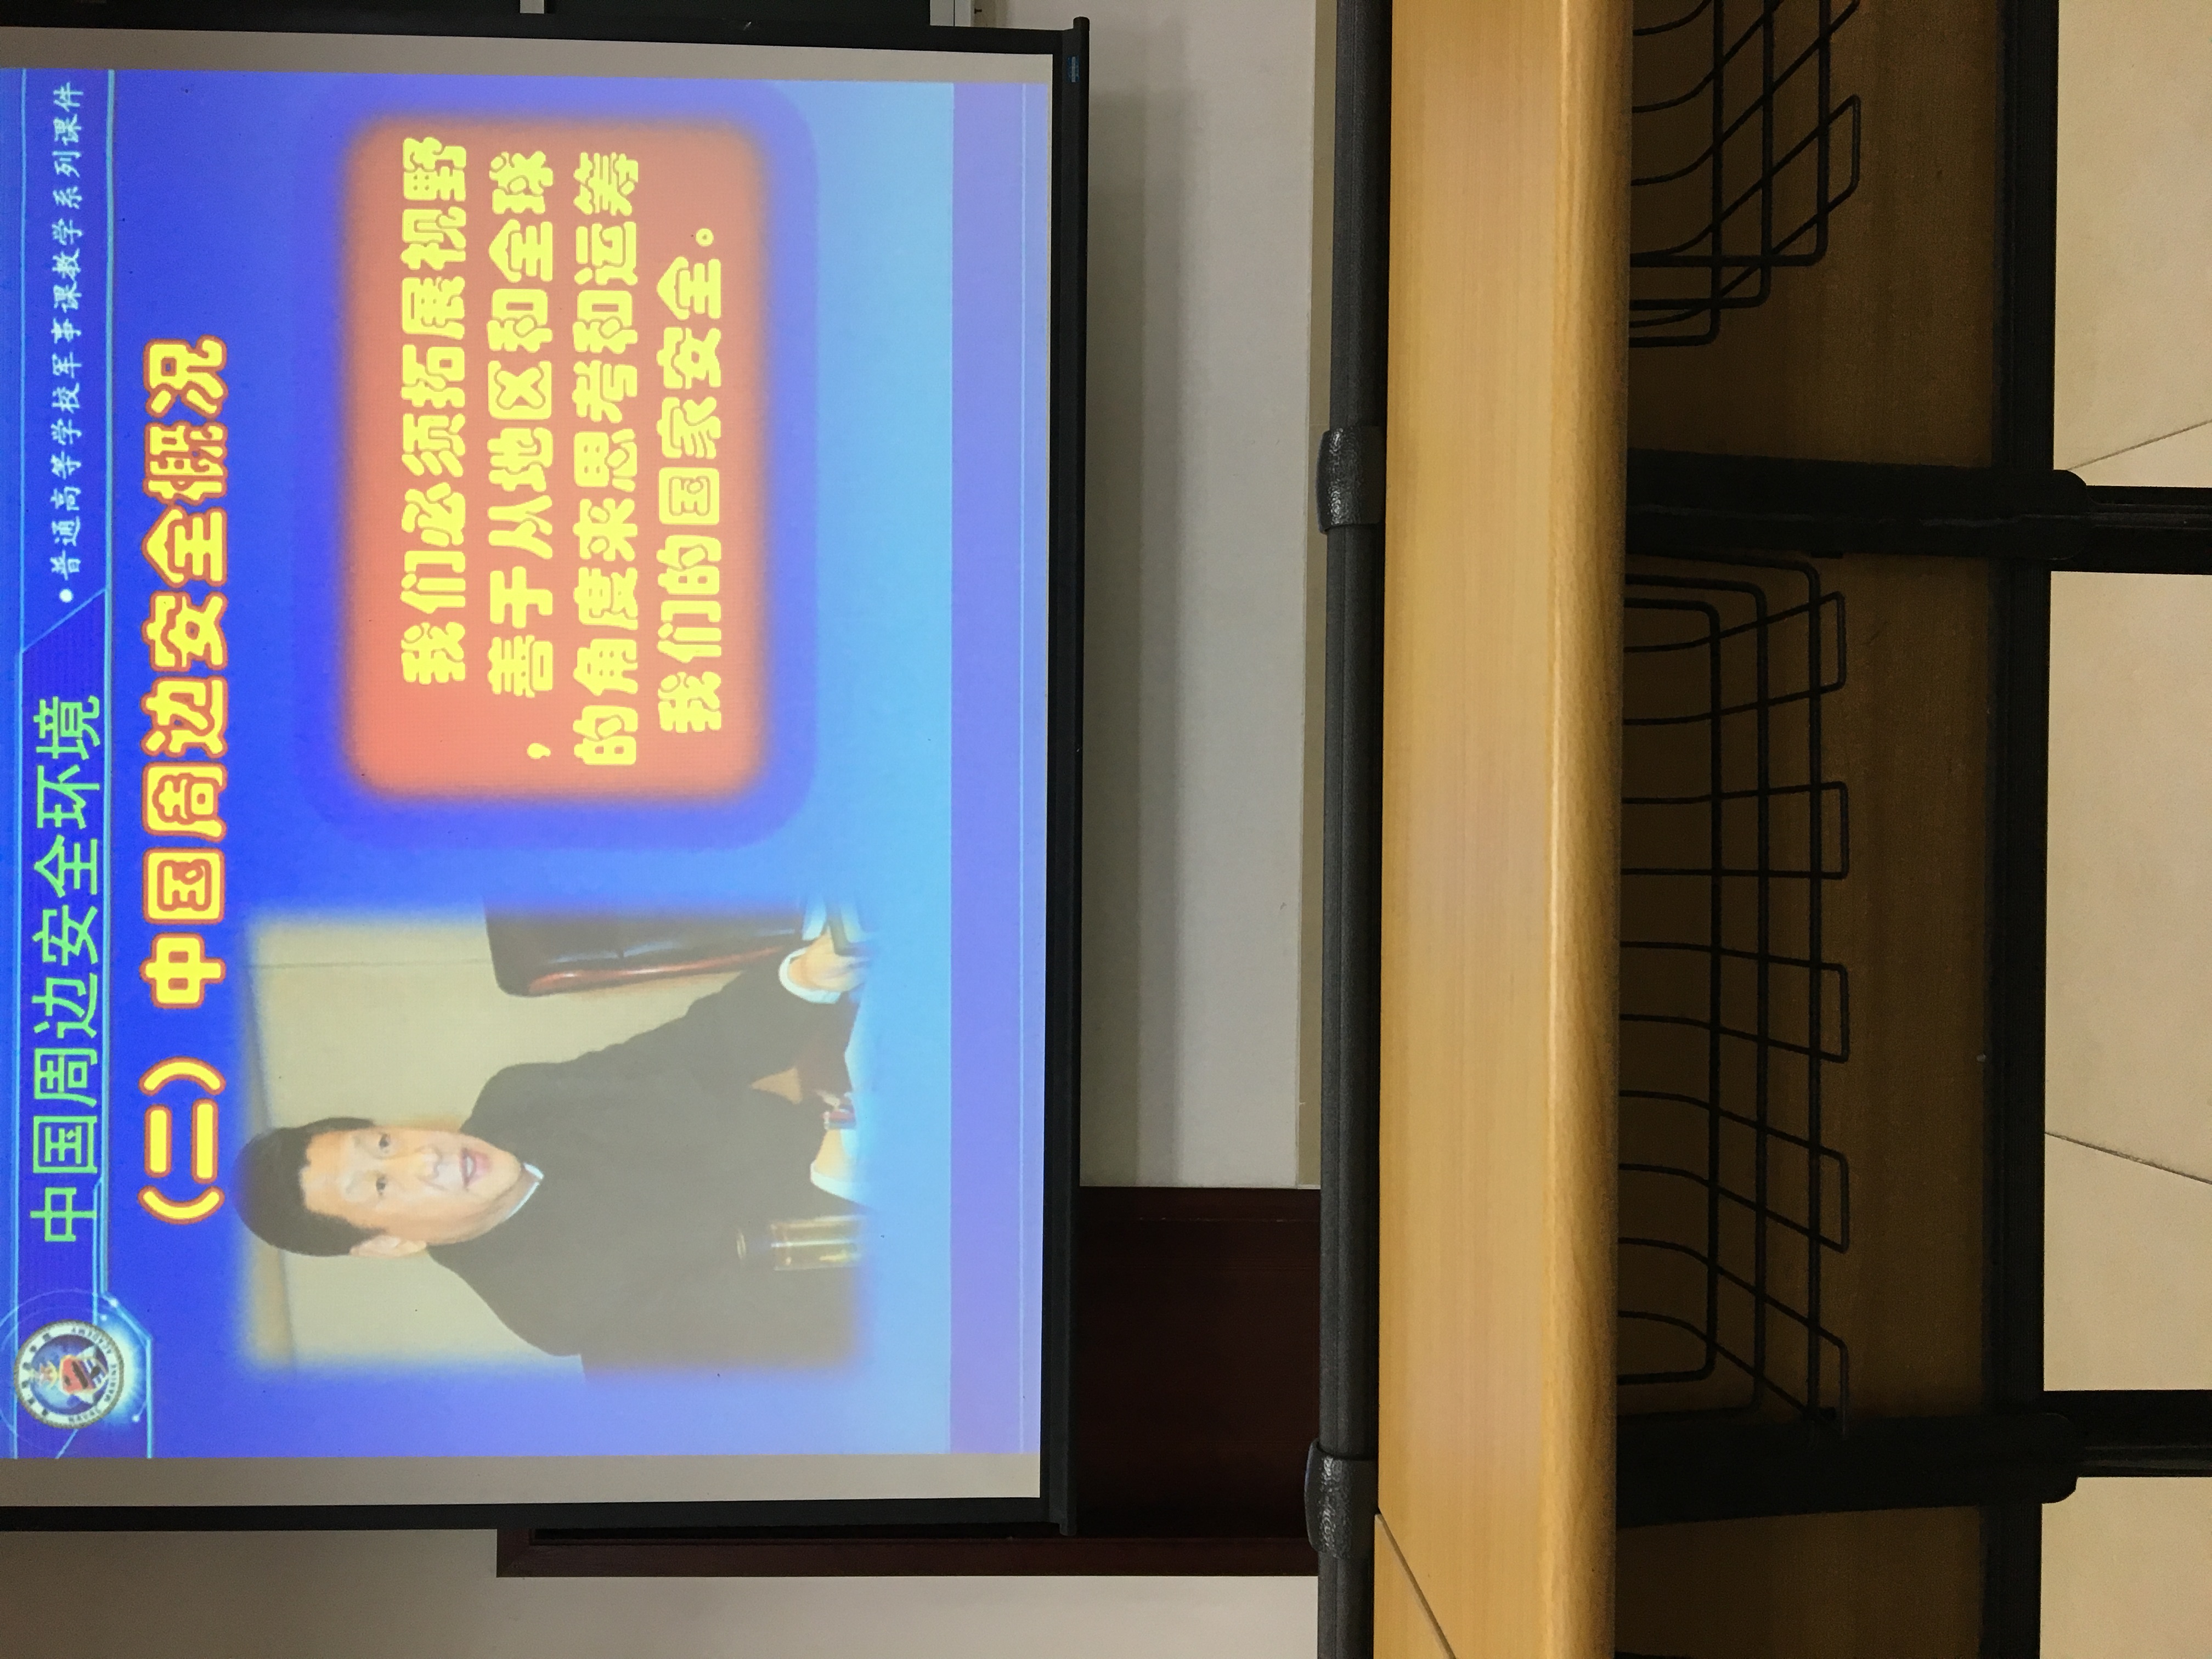 中国周边安全环境
•普通高等学校军事课教学系列课件
（二）中国周边安全概况
我们必须拓展视野
，善于从地区和全球
的角度来思考和运筹
我们的国家安全。